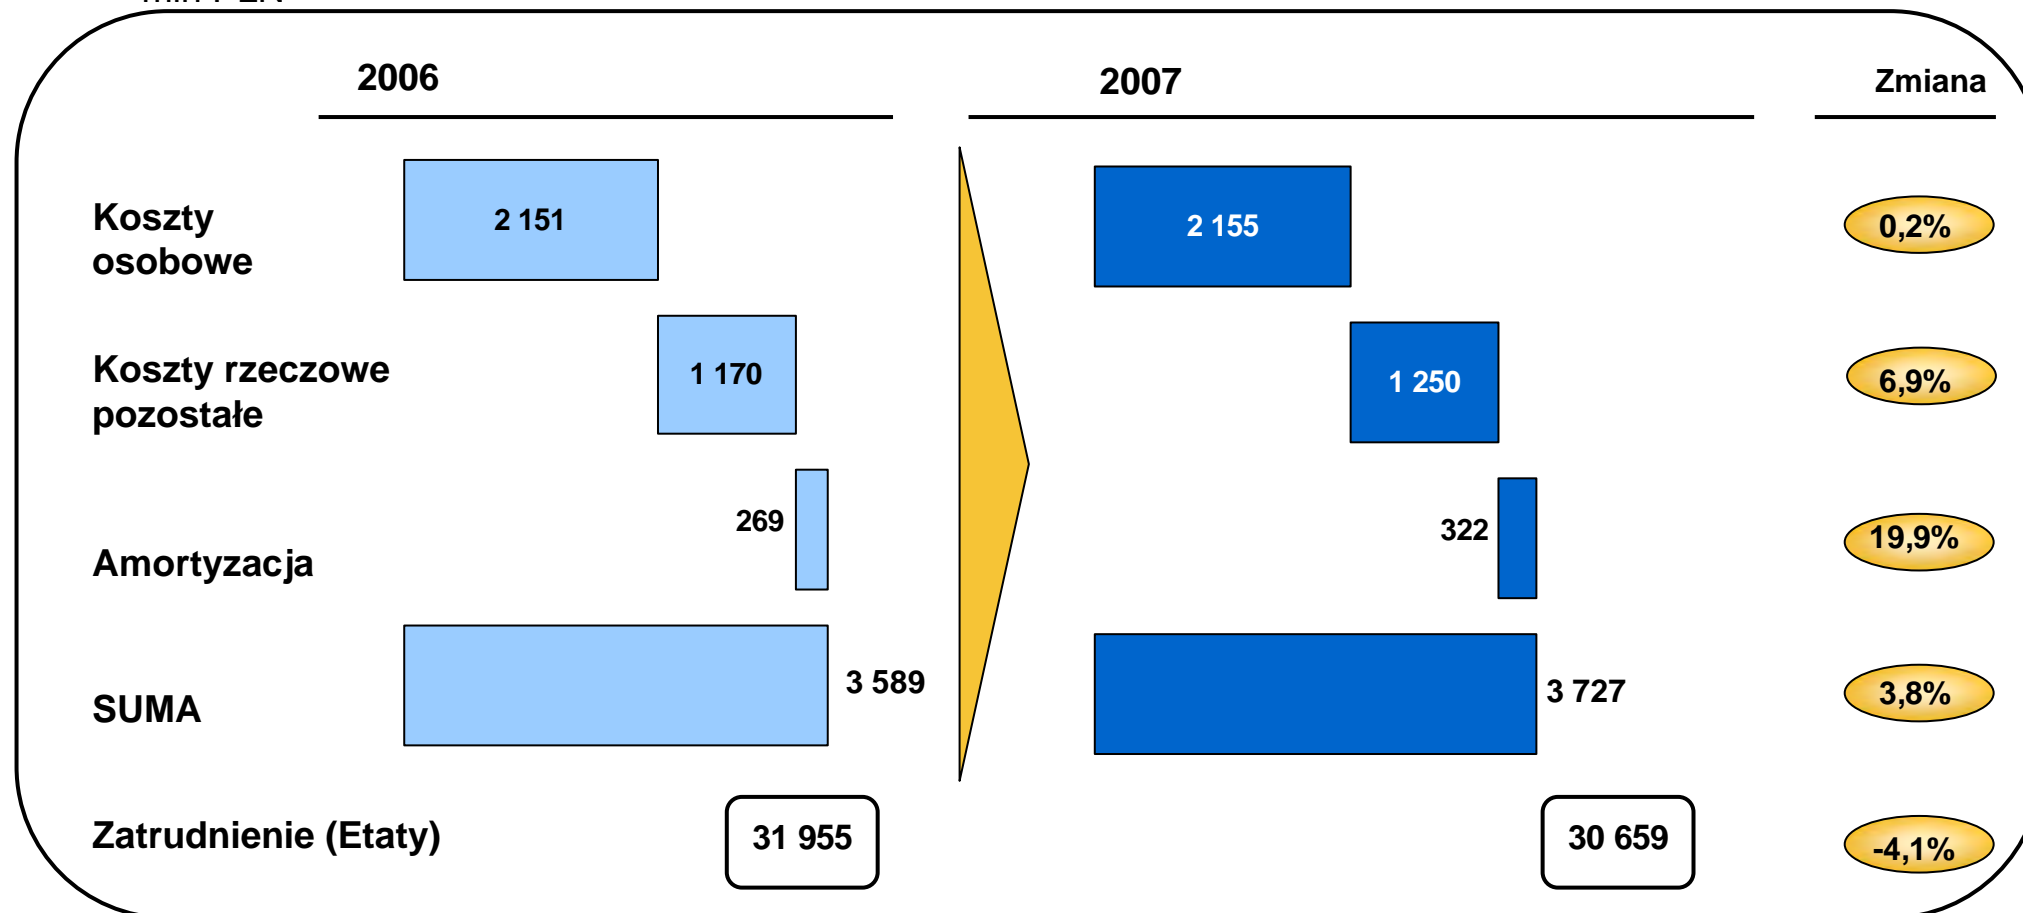 mln PLN
2006 2007 Zmiana
Koszty
osobowe
2 151 2 155 0,2%
Koszty rzeczowe
pozostałe
1 170 1 250 6,9%
Amortyzacja 269 322 19,9%
SUMA 3 589 3 727 3,8%
Zatrudnienie (Etaty) 31 955 30 659 -4,1%